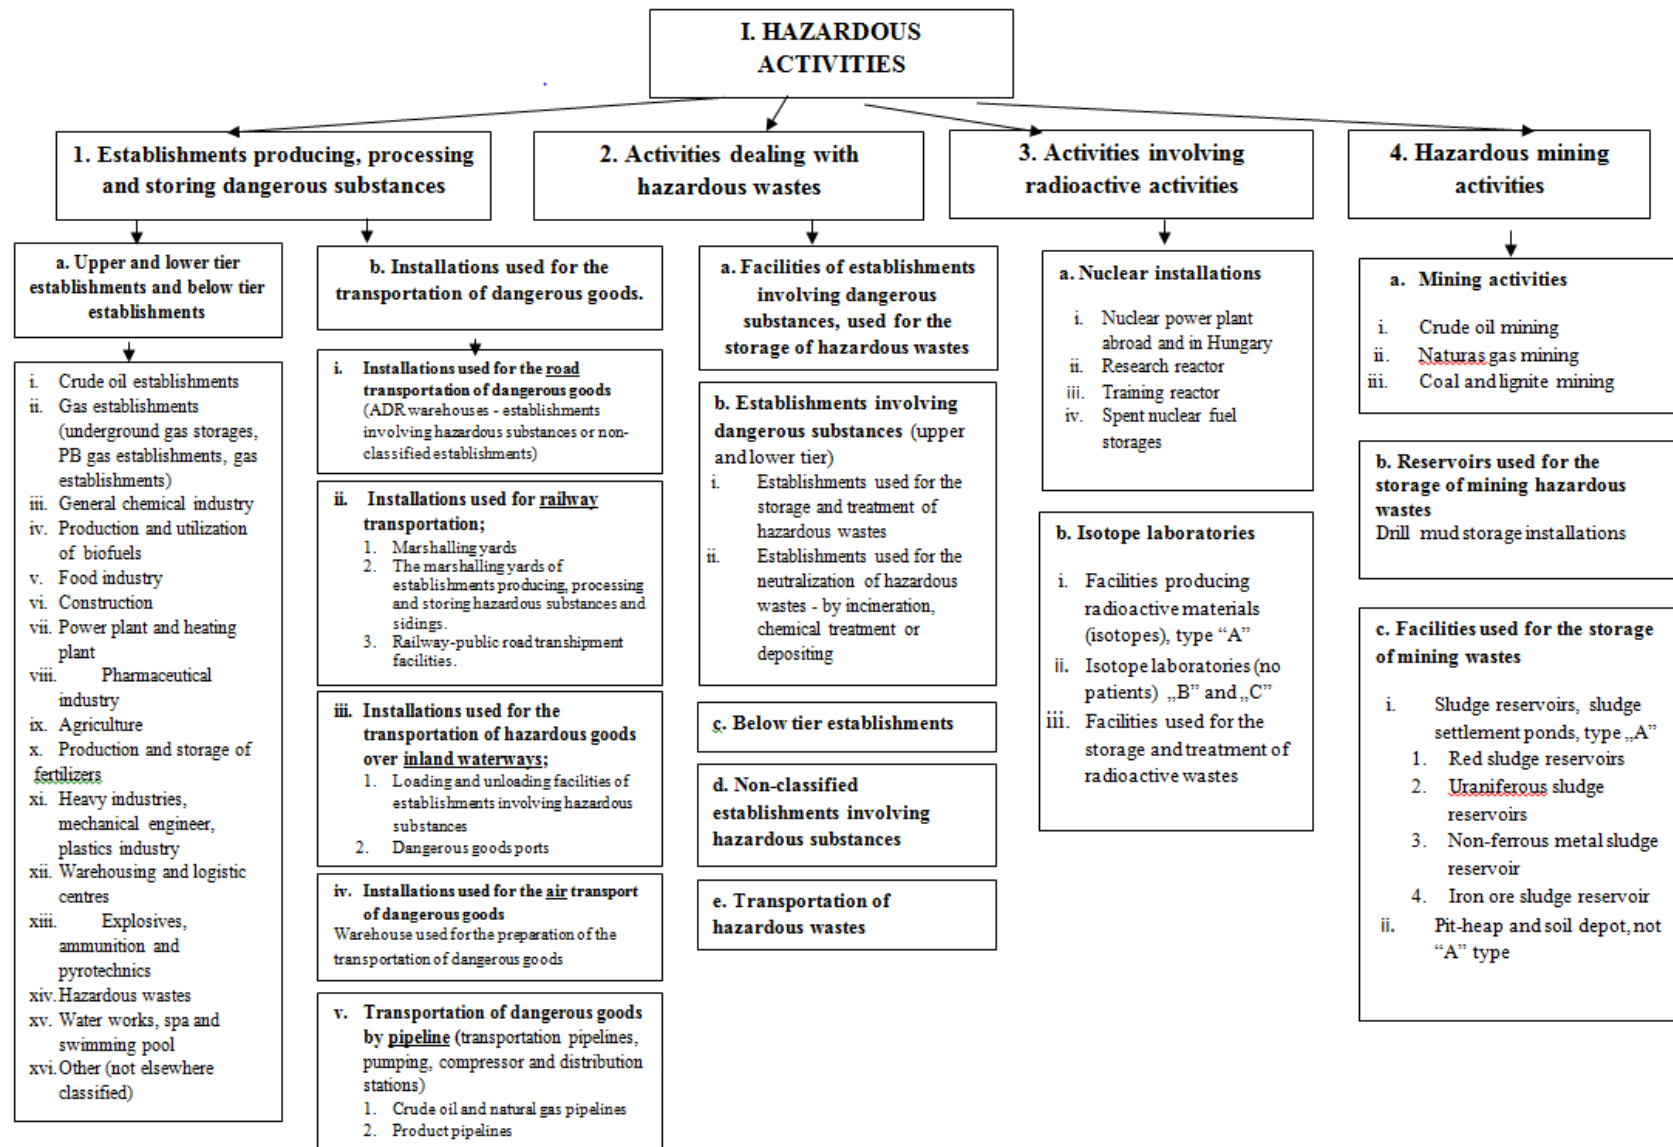 I. HAZARDOUS
ACTIVITIES
1. Establishments producing, processing
and storing dangerous substances
2. Activities dealing with
hazardous wastes
3. Activities involving
radioactive activities
4. Hazardous mining
activities
a. Upper and lower tier
establishments and below tier
establishments
i. Crude oil establishments
ii. Gas establishments
(underground gas storages,
PB gas establishments, gas
establishments)
iii. General chemical industry
iv. Production and utilization
of biofuels
v. Food industry
vi. Construction
vii. Power plant and heating
plant
viii. Pharmaceutical
industry
ix. Agriculture
x. Production and storage of
fertilizers
xi. Heavy industries,
mechanical engineer,
plastics industry
xii. Warehousing and logistic
centres
xiii. Explosives,
ammunition and
pyrotechnics
xiv. Hazardous wastes
xv. Water works, spa and
swimming pool
xvi. Other (not elsewhere
classified)
b. Installations used for the
transportation of dangerous goods.
i. Installations used for the road
transportation of dangerous goods
(ADR warehouses - establishments
involving hazardous substances or non-
classified establishments)
ii. Installations used for railway
transportation;
1. Marshalling yards
2. The marshalling yards of
establishments producing, processing
and storing hazardous substances and
sidings.
3. Railway-public road transhipment
facilities.
iii. Installations used for the
transportation of hazardous goods
over inland waterways;
1. Loading and unloading facilities of
establishments involving hazardous
substances
2. Dangerous goods ports
iv. Installations used for the air transport
of dangerous goods
Warehouse used for the preparation of the
transportation of dangerous goods
v. Transportation of dangerous goods
by pipeline (transportation pipelines,
pumping, compressor and distribution
stations)
1. Crude oil and natural gas pipelines
2. Product pipelines
a. Facilities of establishments
involving dangerous
substances, used for the
storage of hazardous wastes
b. Establishments involving
dangerous substances (upper
and lower tier)
i. Establishments used for the
storage and treatment of
hazardous wastes
ii. Establishments used for the
neutralization of hazardous
wastes - by incineration,
chemical treatment or
depositing
c. Below tier establishments
d. Non-classified
establishments involving
hazardous substances
e. Transportation of
hazardous wastes
a. Nuclear installations
i. Nuclear power plant
abroad and in Hungary
ii. Research reactor
iii. Training reactor
iv. Spent nuclear fuel
storages
b. Isotope laboratories
i. Facilities producing
radioactive materials
(isotopes), type “A”
ii. Isotope laboratories (no
patients) „B” and „C”
iii. Facilities used for the
storage and treatment of
radioactive wastes
a. Mining activities
i. Crude oil mining
ii. Naturas gas mining
iii. Coal and lignite mining
b. Reservoirs used for the
storage of mining hazardous
wastes
Drill mud storage installations
c. Facilities used for the storage
of mining wastes
i. Sludge reservoirs, sludge
settlement ponds, type „A”
1. Red sludge reservoirs
2. Uraniferous sludge
reservoirs
3. Non-ferrous metal sludge
reservoir
4. Iron ore sludge reservoir
ii. Pit-heap and soil depot, not
“A” type